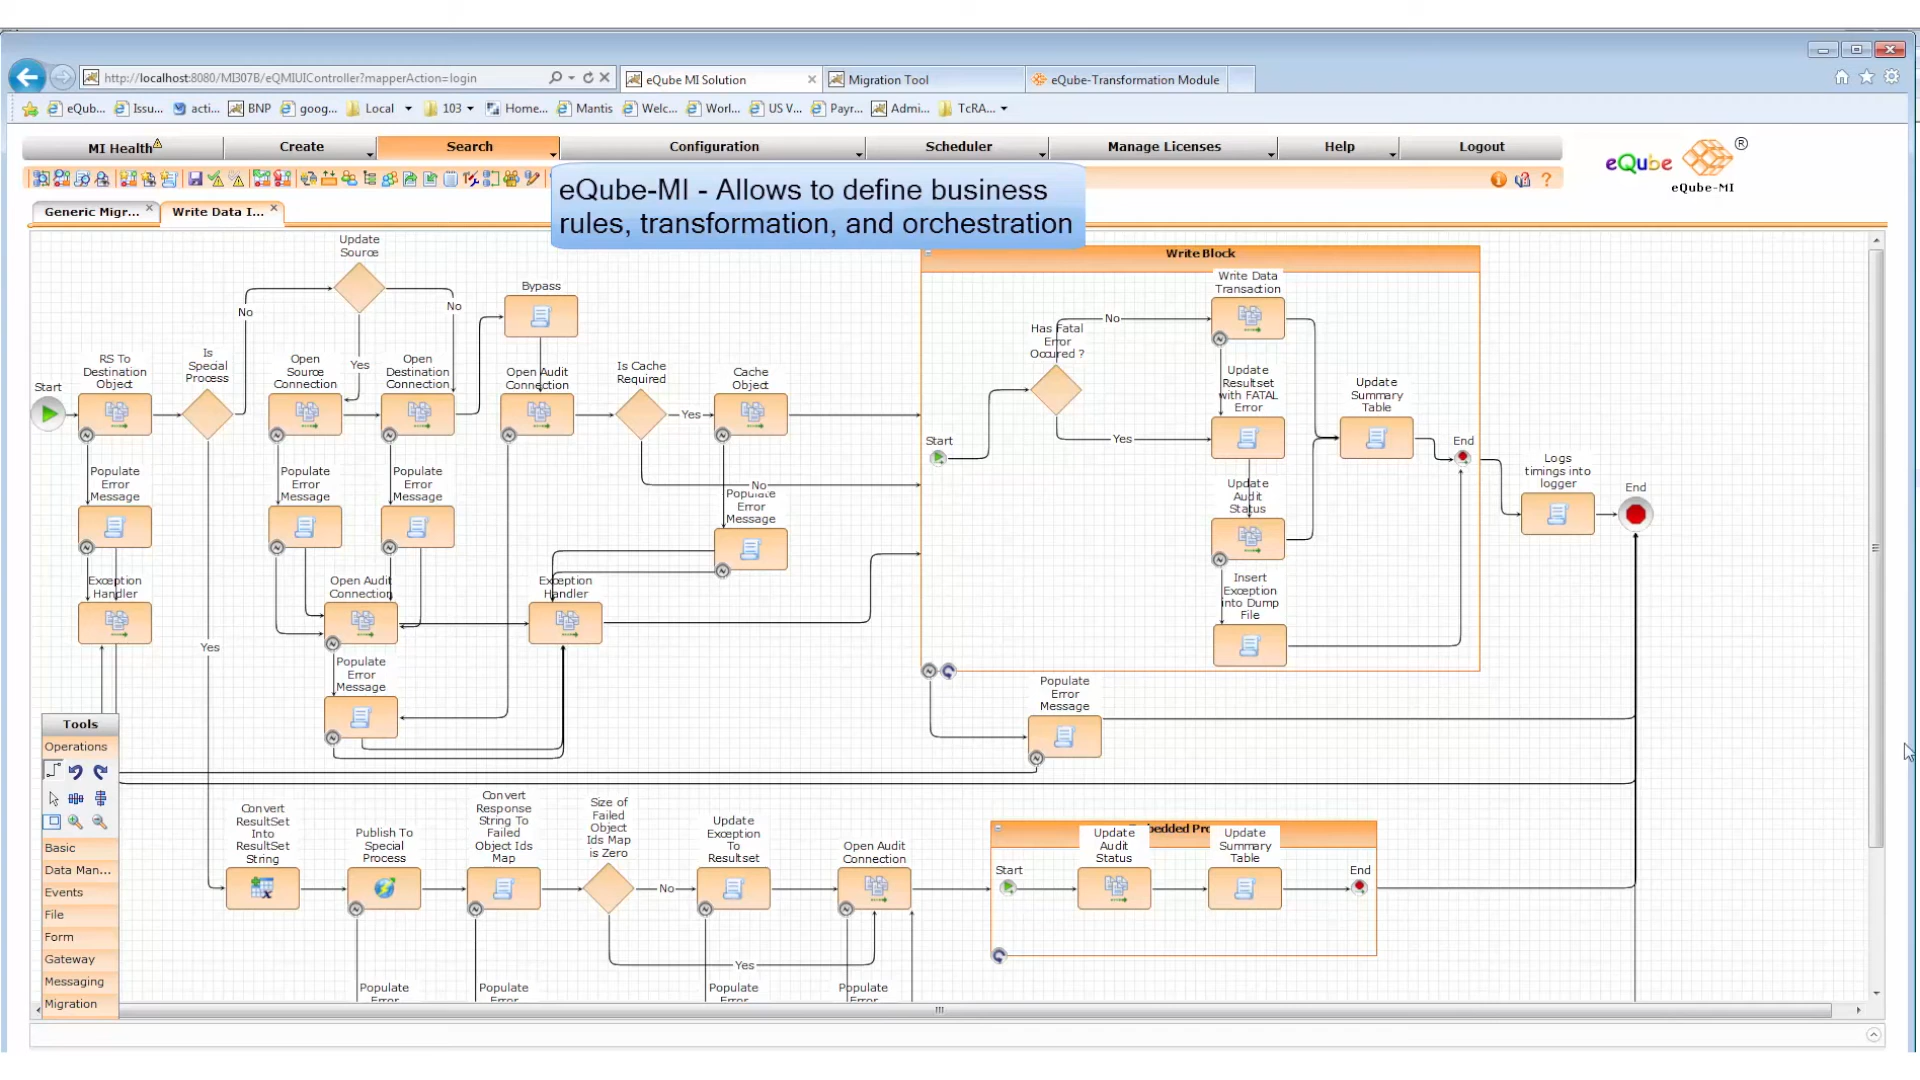 http://localhost:8080/MI307B/eQMIUIController?mapperAction=login
eQube MI Solution
Migration Tool
eQube-Transformation Module
eQub...
Issu...
acti...
BNP
goog...
Local
103
Home...
Mantis
Welc...
Worl...
US V...
Payr...
Admi...
TcRA...
MI Health
Create
Search
Configuration
Scheduler
Manage Licenses
Help
Logout
eQube
®
eQube-MI
eQube-MI - Allows to define business
rules, transformation, and orchestration
Generic Migr...
Write Data I...
Update
Source
No
No
Yes
Bypass
Start
RS To
Destination
Object
Is
Special
Process
Open
Source
Connection
Open
Destination
Connection
Open Audit
Connection
Is Cache
Required
Yes
Cache
Object
No
Populate
Error
Message
Populate
Error
Message
Populate
Error
Message
Populate
Error
Message
Exception
Handler
Open Audit
Connection
Exception
Handler
Yes
Populate
Error
Message
Write Block
Write Data
Transaction
Has Fatal
Error
Occured ?
No
Yes
Start
Update
Resultset
with FATAL
Error
Update
Summary
Table
End
Update
Audit
Status
Insert
Exception
into Dump
File
Logs
timings into
logger
End
Populate
Error
Message
Tools
Operations
Basic
Data Man...
Events
File
Form
Gateway
Messaging
Migration
Convert
ResultSet
Into
ResultSet
String
Publish To
Special
Process
Convert
Response
String To
Failed
Object Ids
Map
Size of
Failed
Object
Ids Map
is Zero
No
Yes
Update
Exception
To
Resultset
Open Audit
Connection
bedded Pro
Start
Update
Audit
Status
Update
Summary
Table
End
Populate
Error
Populate
Error
Populate
Error
Populate
Error